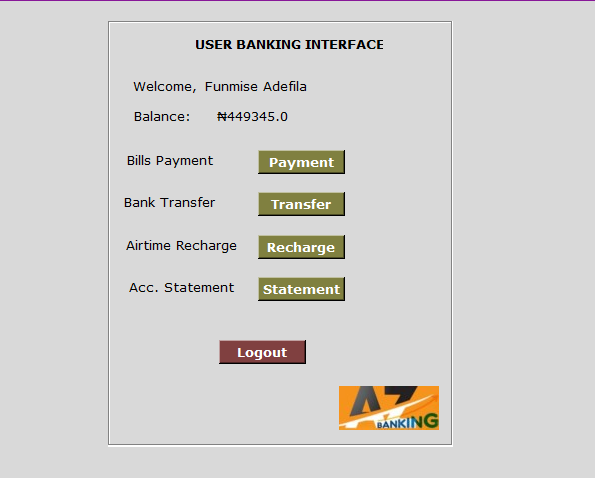 USER BANKING INTERFACE
Welcome, Funmise Adefila
Balance: ₦449345.0
Bills Payment Payment
Bank Transfer Transfer
Airtime Recharge Recharge
Acc. Statement Statement
Logout
AZ
BANKING